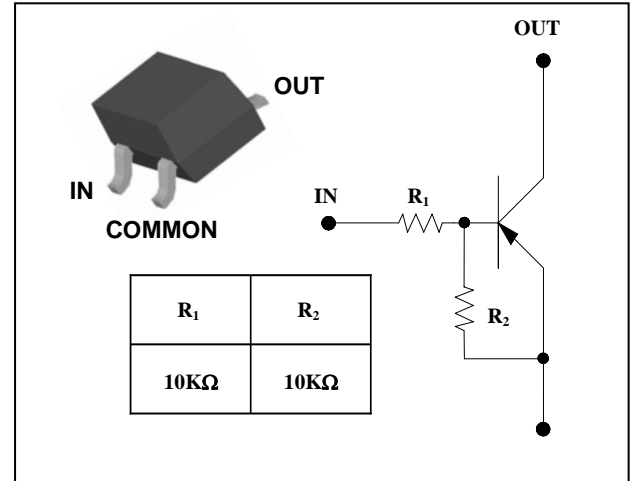 OUT
OUT
IN
COMMON
IN
R₁
R₂
R₁ R₂
10KΩ 10KΩ